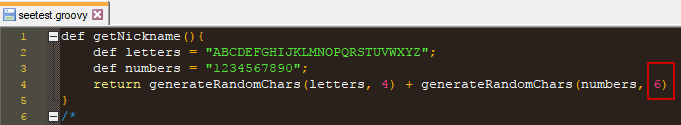 seetest.groovy
1 def getNickname(){
2 def letters = "ABCDEFGHIJKLMNOPQRSTUVWXYZ";
3 def numbers = "1234567890";
4 return generateRandomChars(letters, 4) + generateRandomChars(numbers, 6)
5 }
6 /*